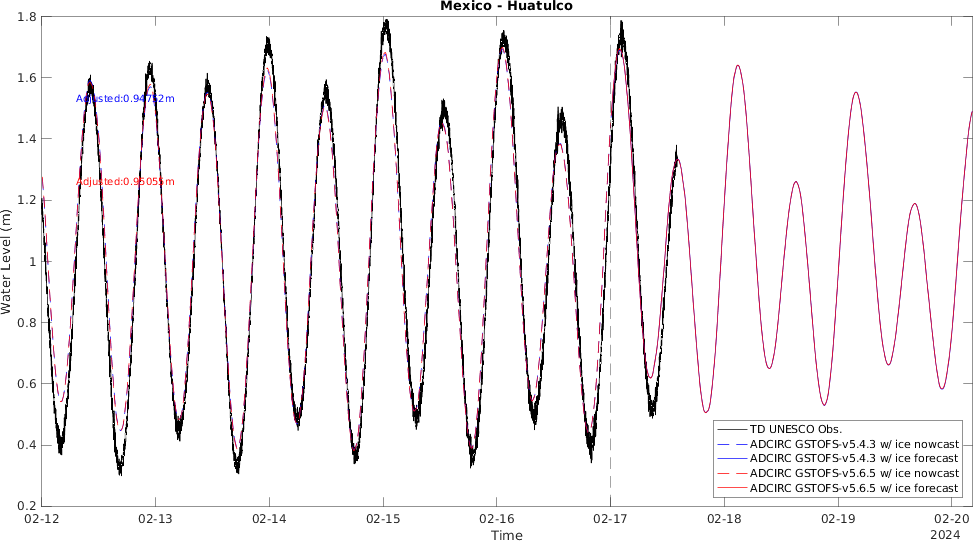 Mexico - Huatulco
1.8
1.6
1.4
1.2
1
0.8
0.6
0.4
0.2
Water Level (m)
Adjusted:0.94752m
Adjusted:0.95055m
TD UNESCO Obs.
ADCIRC GSTOFS-v5.4.3 w/ ice nowcast
ADCIRC GSTOFS-v5.4.3 w/ ice forecast
ADCIRC GSTOFS-v5.6.5 w/ ice nowcast
ADCIRC GSTOFS-v5.6.5 w/ ice forecast
02-12 02-13 02-14 02-15 02-16 02-17 02-18 02-19 02-20
Time
2024